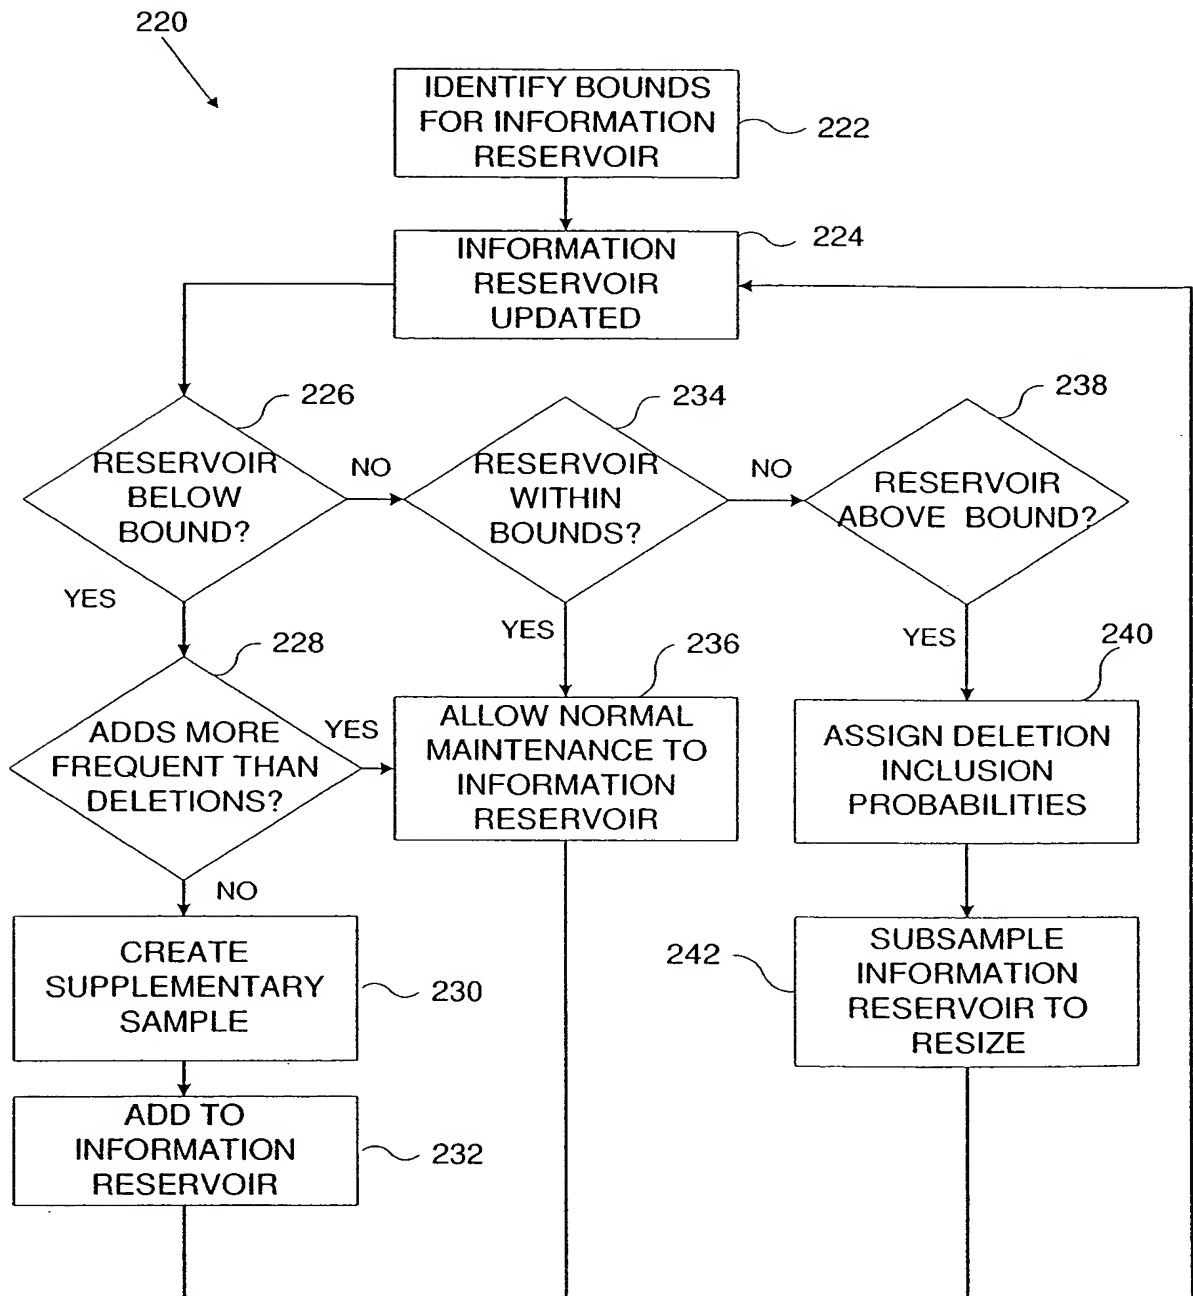 220
IDENTIFY BOUNDS
FOR INFORMATION
RESERVOIR
222
INFORMATION
RESERVOIR
UPDATED
224
226
RESERVOIR
BELOW
BOUND?
NO
234
RESERVOIR
WITHIN
BOUNDS?
NO
238
RESERVOIR
ABOVE BOUND?
YES
YES
YES
228
ADDS MORE
FREQUENT THAN
DELETIONS?
YES
236
ALLOW NORMAL
MAINTENANCE TO
INFORMATION
RESERVOIR
240
ASSIGN DELETION
INCLUSION
PROBABILITIES
NO
CREATE
SUPPLEMENTARY
SAMPLE
230
242
SUBSAMPLE
INFORMATION
RESERVOIR TO
RESIZE
ADD TO
INFORMATION
RESERVOIR
232